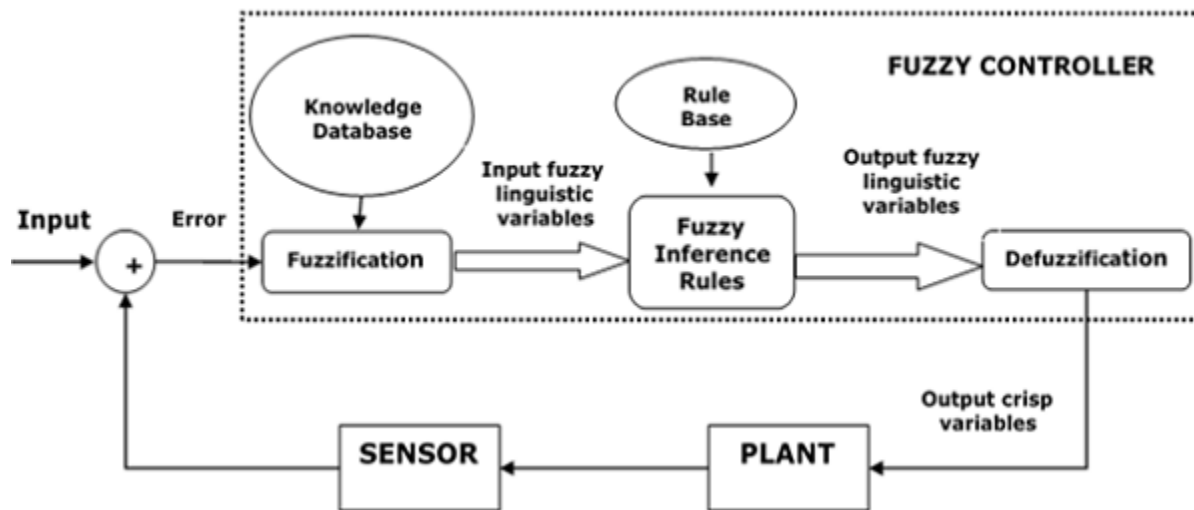 FUZZY CONTROLLER
Knowledge
Database
Rule
Base
Input fuzzy
linguistic
variables
Output fuzzy
linguistic
variables
Input
Error
+
Fuzzification
Fuzzy
Inference
Rules
Defuzzification
Output crisp
variables
SENSOR
PLANT